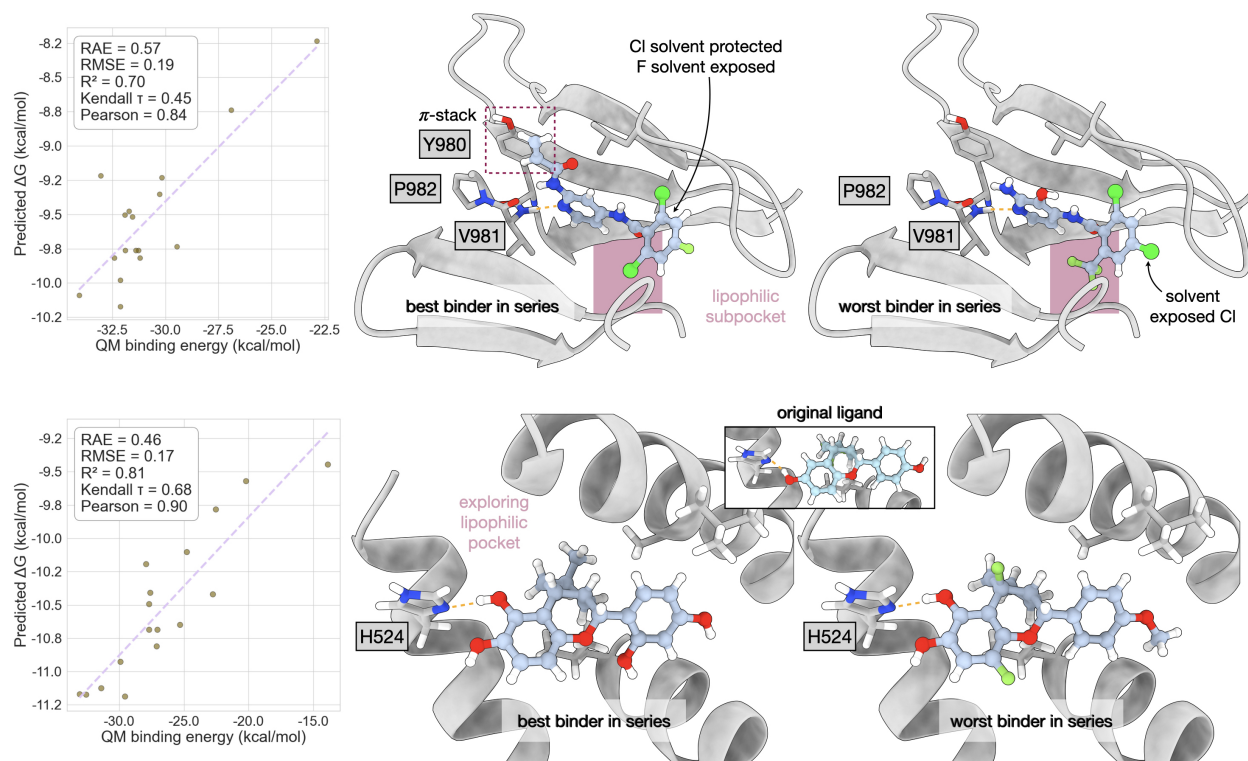 RAE = 0.57
RMSE = 0.19
R² = 0.70
Kendall τ = 0.45
Pearson = 0.84
-8.2
-8.5
-8.8
-9.0
-9.2
-9.5
-9.8
-10.0
-10.2
Predicted ΔG (kcal/mol)
-32.5
-30.0
-27.5
-25.0
-22.5
QM binding energy (kcal/mol)
π-stack
Y980
P982
V981
Cl solvent protected
F solvent exposed
best binder in series
lipophilic
subpocket
P982
V981
worst binder in series
solvent
exposed Cl
RAE = 0.46
RMSE = 0.17
R² = 0.81
Kendall τ = 0.68
Pearson = 0.90
-9.2
-9.5
-9.8
-10.0
-10.2
-10.5
-10.8
-11.0
-11.2
Predicted ΔG (kcal/mol)
-30.0
-25.0
-20.0
-15.0
QM binding energy (kcal/mol)
exploring
lipophilic
pocket
H524
best binder in series
original ligand
H524
worst binder in series